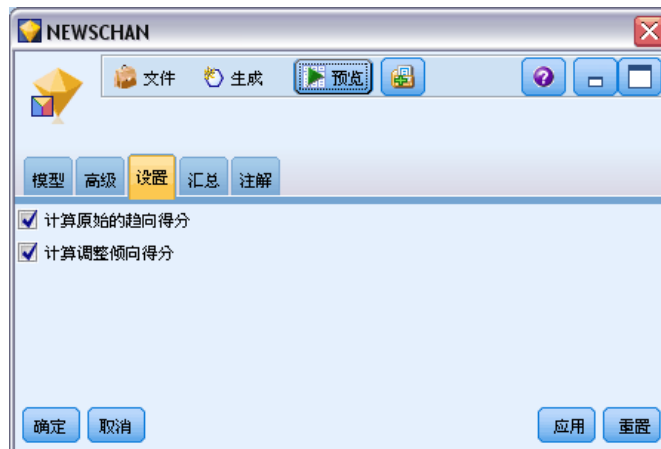 NEWSCHAN
文件 生成 预览
模型 高级 设置 汇总 注解
计算原始的趋向得分
计算调整倾向得分
确定 取消 应用 重置